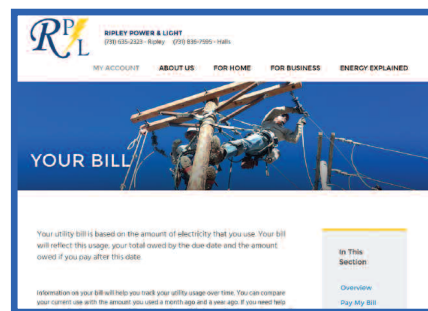 RPL
RIPLEY POWER & LIGHT
(731) 635-2323 - Ripley (731) 836-7595 - Halls
MY ACCOUNT ABOUT US FOR HOME FOR BUSINESS ENERGY EXPLAINED
YOUR BILL
Your utility bill is based on the amount of electricity that you use. Your bill
will reflect this usage, your total owed by the due date and the amount
owed if you pay after this date.
In This
Section
Overview
Pay My Bill
Information on your bill will help you track your utility usage over time. You can compare
your current use with the amount you used a month ago and a year ago. If you need help